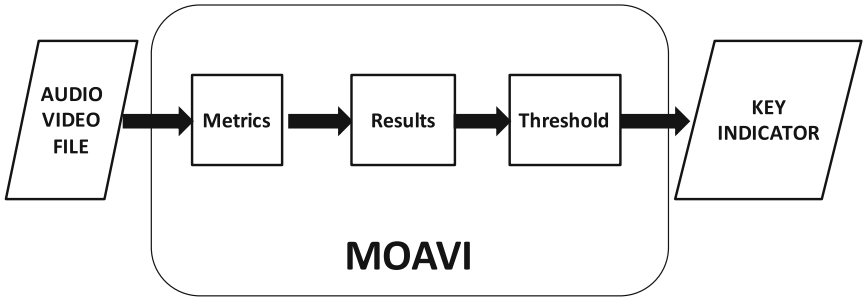 AUDIO
VIDEO
FILE
Metrics
Results
Threshold
KEY
INDICATOR
MOAVI